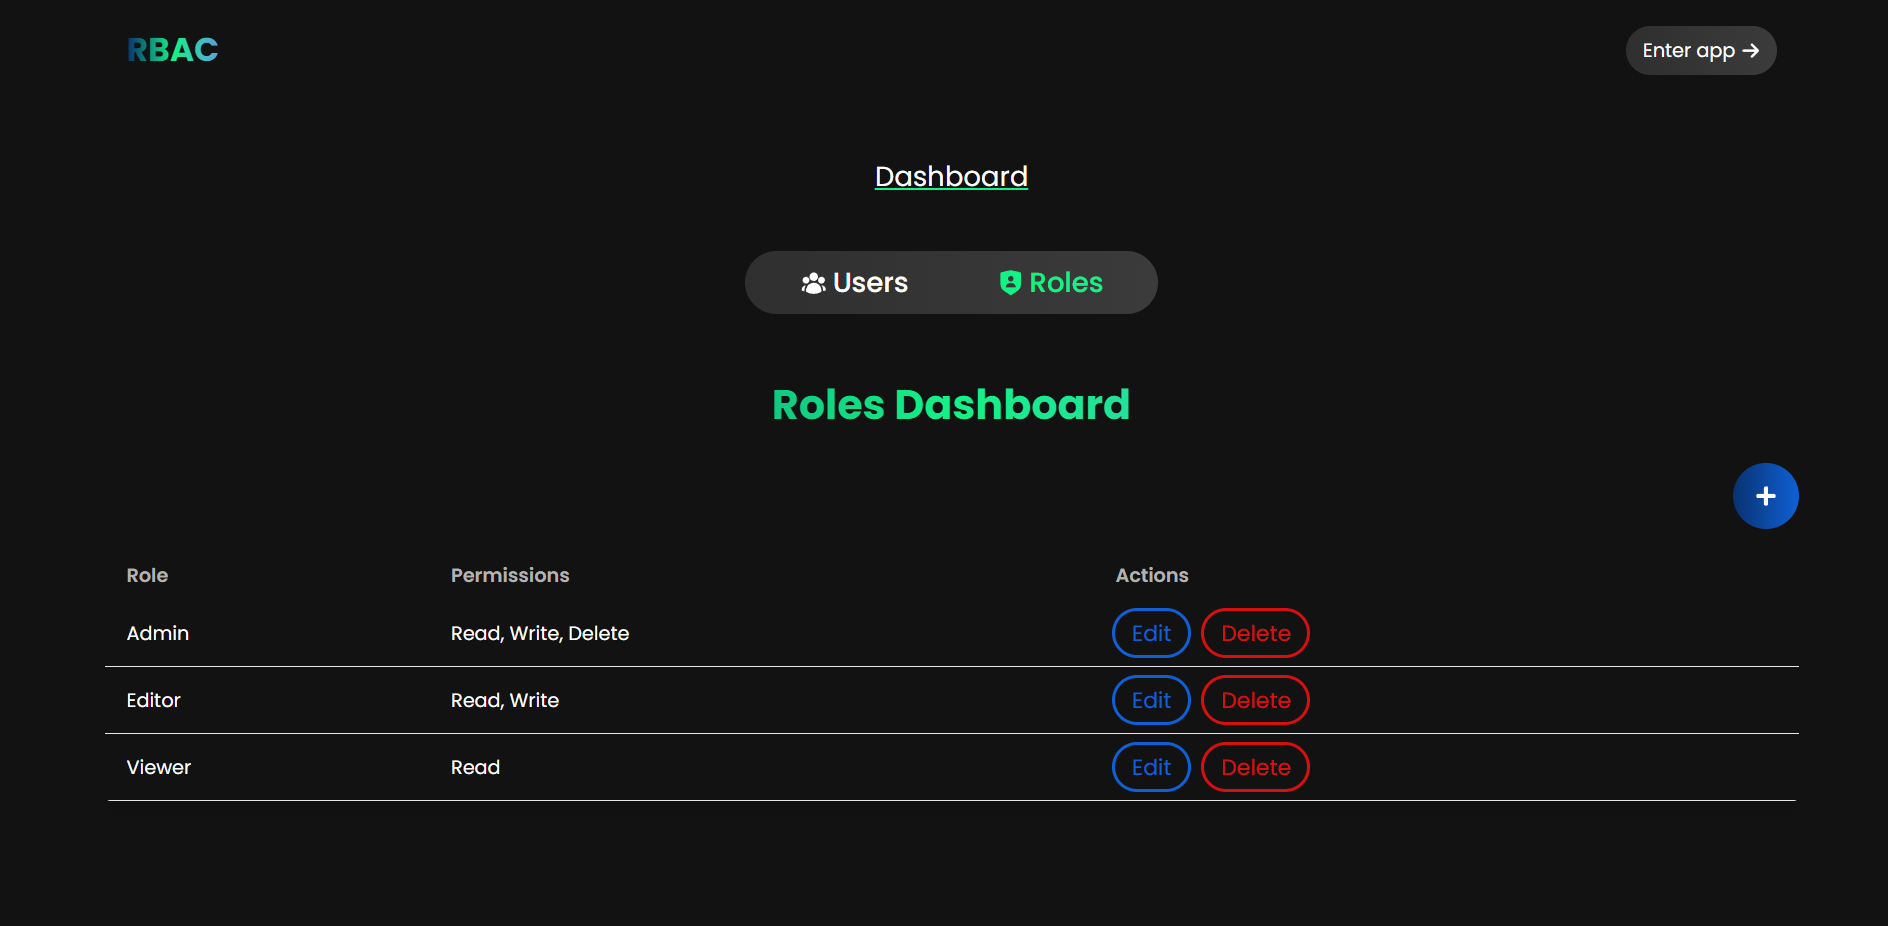 RBAC
Enter app
Dashboard
Users Roles
Roles Dashboard
Role Permissions Actions
Admin Read, Write, Delete Edit Delete
Editor Read, Write Edit Delete
Viewer Read Edit Delete